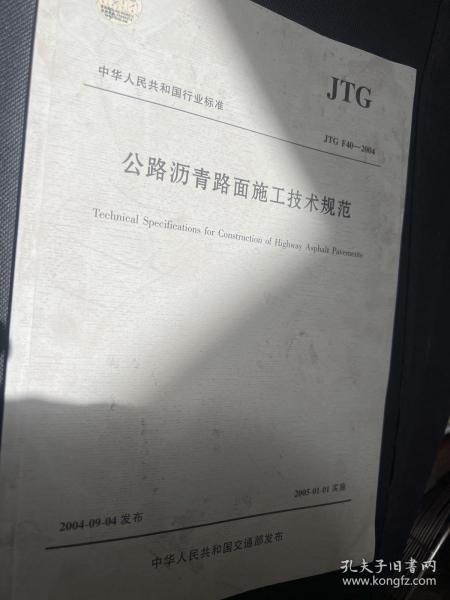 中华人民共和国行业标准
JTG
JTG F40—2004
公路沥青路面施工技术规范
Technical Specifications for Construction of Highway Asphalt Pavements
2004-09-04 发布
2005-01-01 实施
中华人民共和国交通部发布
孔夫子旧书网
www.kongfz.com